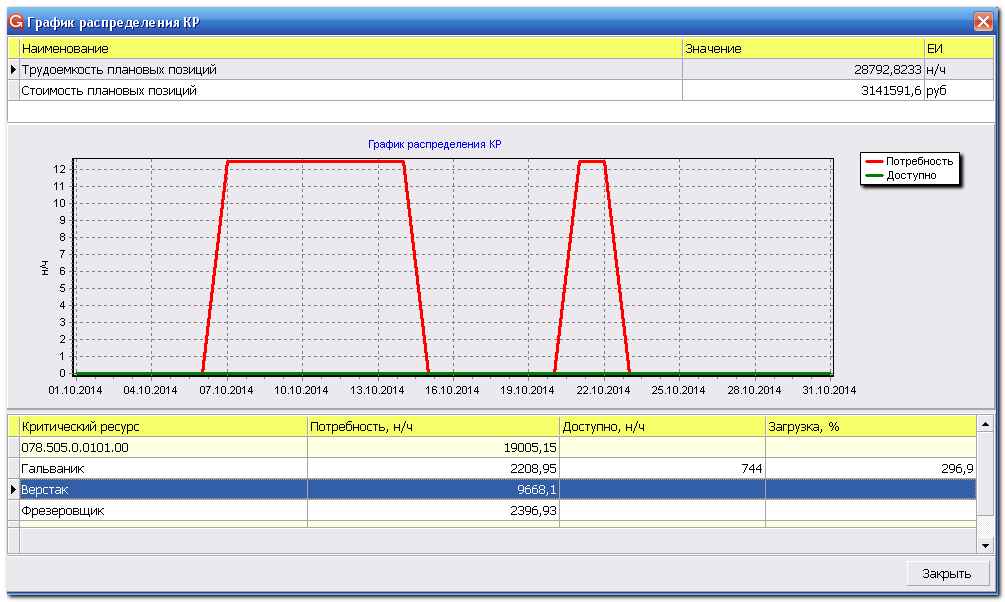 График распределения КР
Наименование Значение ЕИ
Трудоемкость плановых позиций 28792,8233 н/ч
Стоимость плановых позиций 3141591,6 руб
График распределения КР
Потребность
Доступно
12
11
10
9
8
7
6
5
4
3
2
1
0
н/ч
01.10.2014 04.10.2014 07.10.2014 10.10.2014 13.10.2014 16.10.2014 19.10.2014 22.10.2014 25.10.2014 28.10.2014 31.10.2014
Критический ресурс Потребность, н/ч Доступно, н/ч Загрузка, %
078.505.0.0101.00 19005,15
Гальваник 2208,95 744 296,9
Верстак 9668,1
Фрезеровщик 2396,93
Закрыть